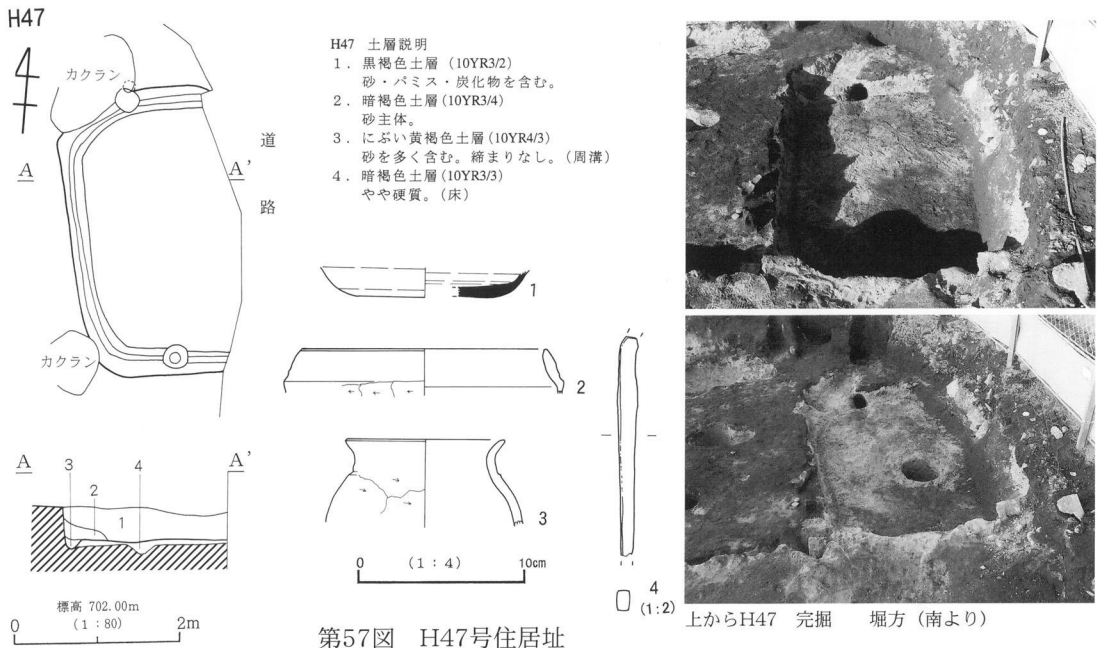 H47
カクラン
A
A'
道
路
カクラン
H47 土層説明
1. 黒褐色土層 (10YR3/2)
砂・パミス・炭化物を含む。
2. 暗褐色土層(10YR3/4)
砂主体。
3. にぶい黄褐色土層(10YR4/3)
砂を多く含む。締まりなし。(周溝)
4. 暗褐色土層(10YR3/3)
やや硬質。(床)
1
2
3
0 (1:4) 10cm
4
(1:2)
A
3
4
A'
2
1
標高 702.00m
0 (1:80) 2m
第57図 H47号住居址
上からH47 完掘 堀方(南より)